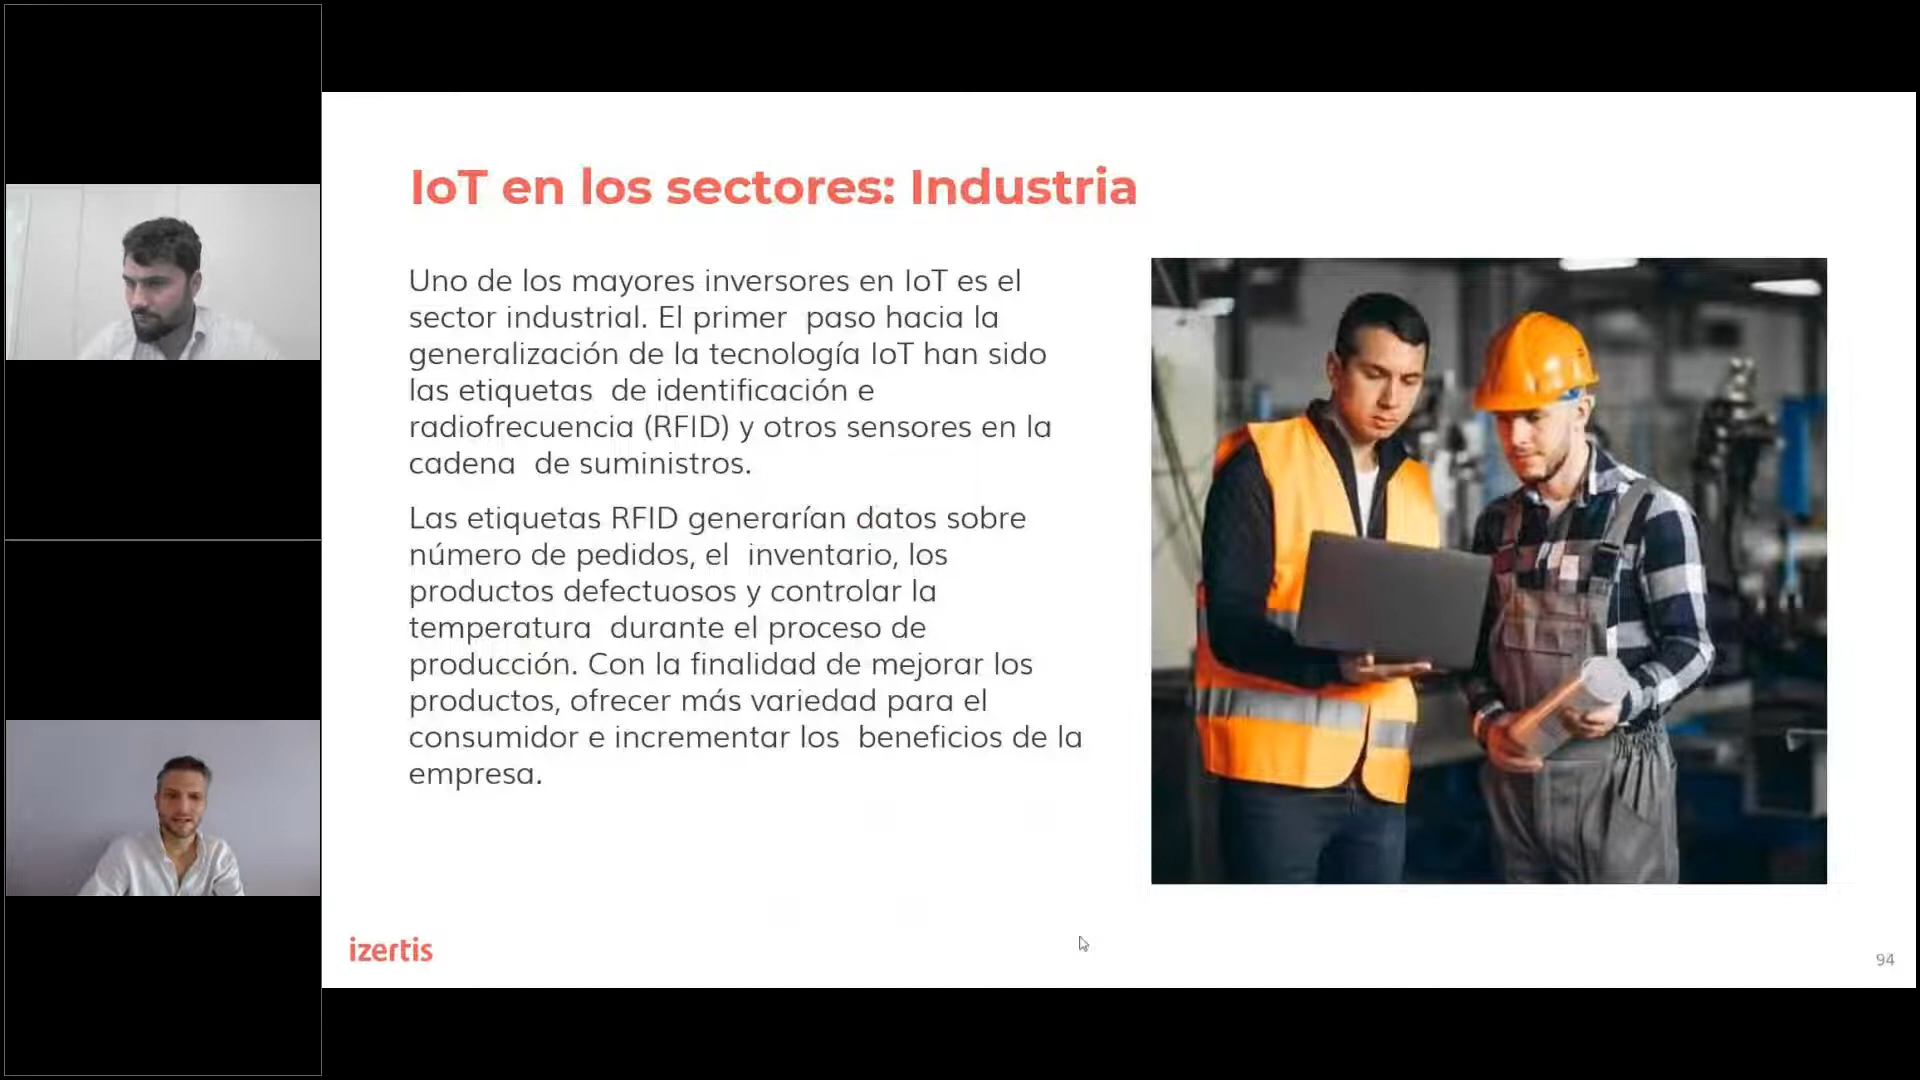 IoT en los sectores: Industria
Uno de los mayores inversores en IoT es el
sector industrial. El primer  paso hacia la
generalización de la tecnología IoT han sido
las etiquetas  de identificación e
radiofrecuencia (RFID) y otros sensores en la
cadena  de suministros.
Las etiquetas RFID generarían datos sobre
número de pedidos, el  inventario, los
productos defectuosos y controlar la
temperatura  durante el proceso de
producción. Con la finalidad de mejorar los
productos, ofrecer más variedad para el
consumidor e incrementar los  beneficios de la
empresa.
izertis
94